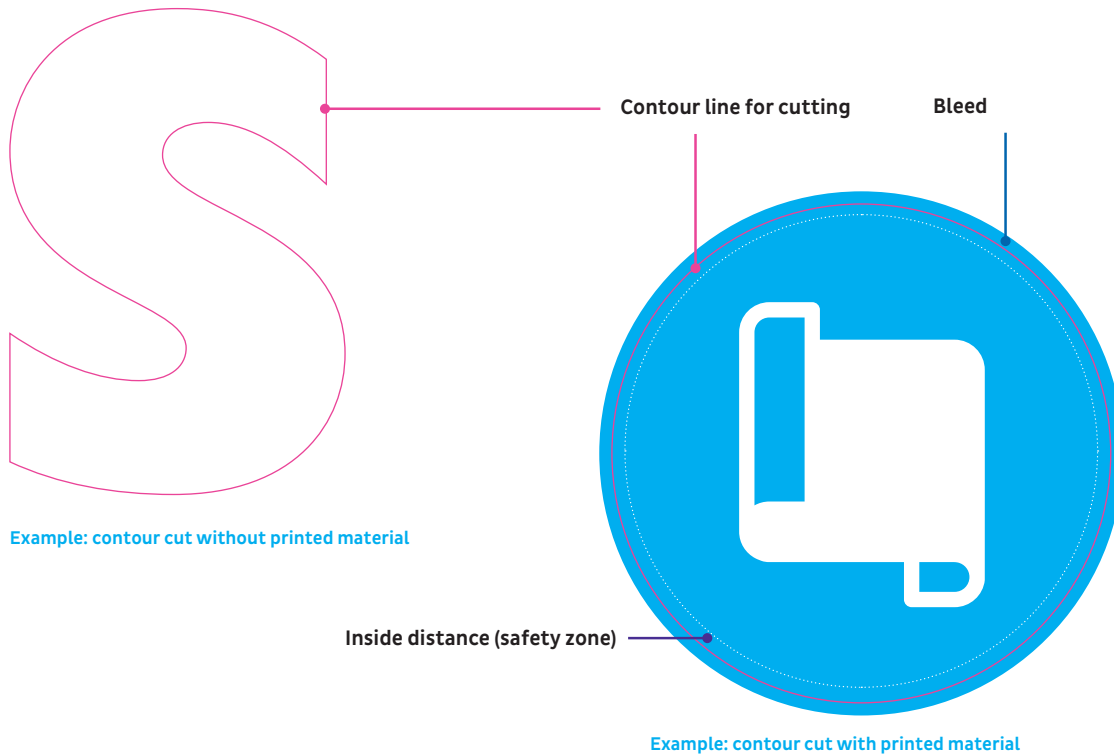 Contour line for cutting
Bleed
Example: contour cut without printed material
Inside distance (safety zone)
Example: contour cut with printed material